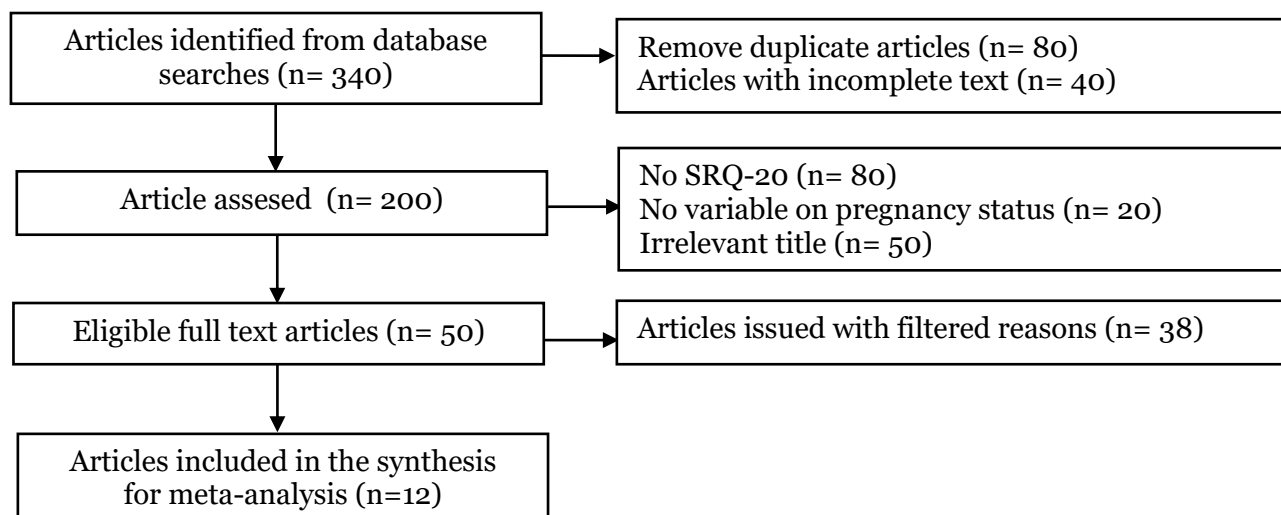 Articles identified from database
searches (n= 340)
Remove duplicate articles (n= 80)
Articles with incomplete text (n= 40)
Article assesed (n= 200)
No SRQ-20 (n= 80)
No variable on pregnancy status (n= 20)
Irrelevant title (n= 50)
Eligible full text articles (n= 50)
Articles issued with filtered reasons (n= 38)
Articles included in the synthesis
for meta-analysis (n=12)